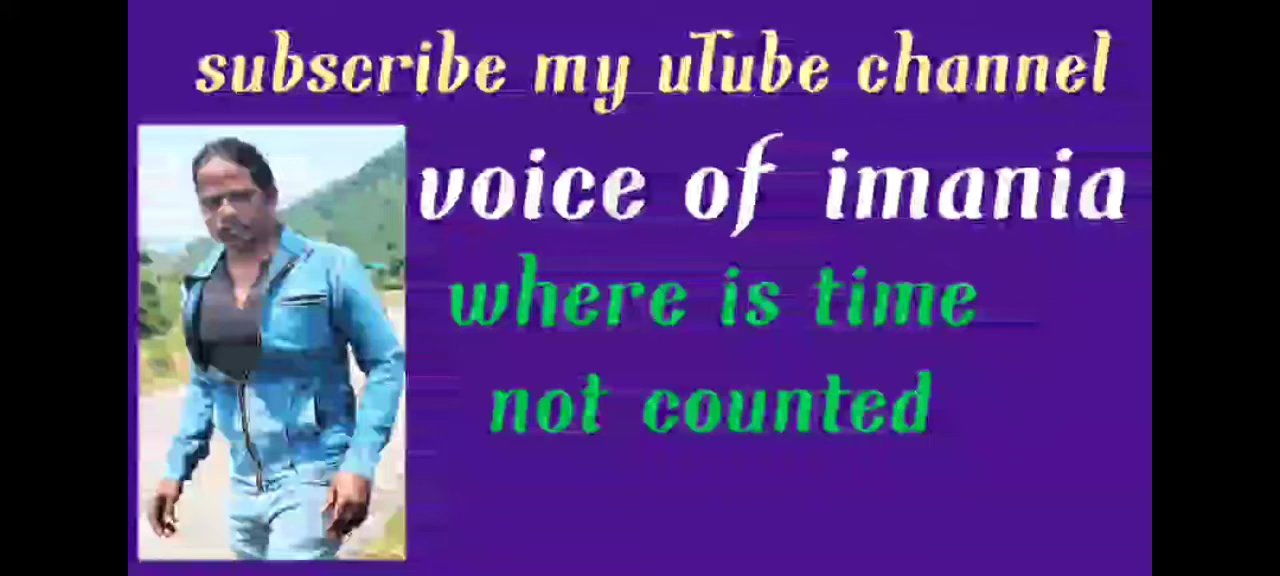 subscribe my uTube channel
voice of imania
where is time
not counted